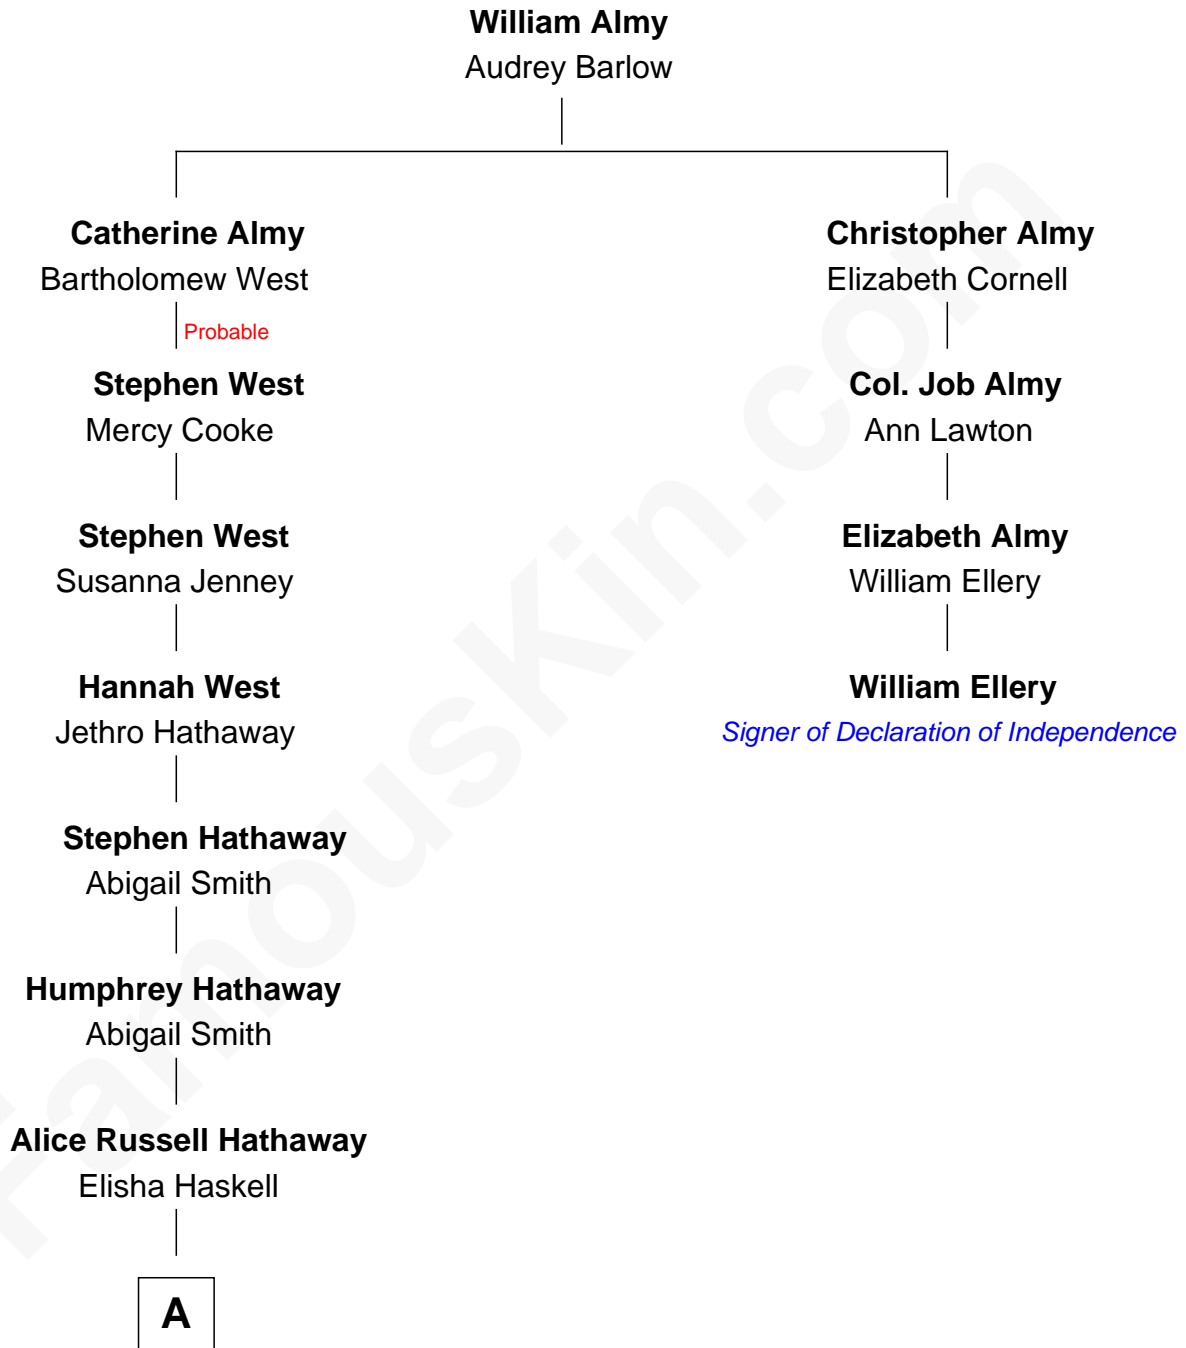 William Almy
Audrey Barlow
Catherine Almy
Bartholomew West
Probable
Stephen West
Mercy Cooke
Stephen West
Susanna Jenney
Hannah West
Jethro Hathaway
Stephen Hathaway
Abigail Smith
Humphrey Hathaway
Abigail Smith
Alice Russell Hathaway
Elisha Haskell
A
Christopher Almy
Elizabeth Cornell
Col. Job Almy
Ann Lawton
Elizabeth Almy
William Ellery
William Ellery
Signer of Declaration of Independence
FamousKin.com